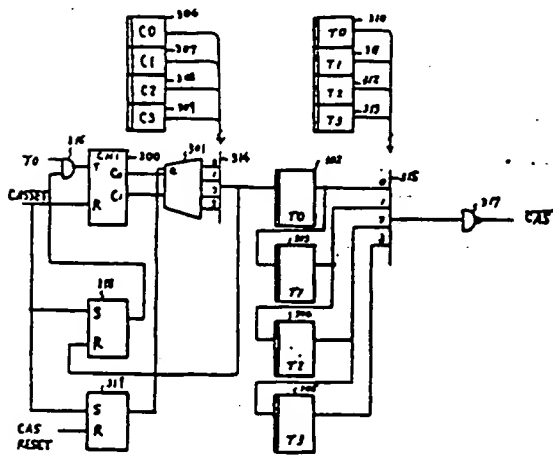 306
C0
307
C1
308
C2
309
C3
310
T0
311
T1
312
T2
313
T3
316
T0
CNT
300
301
314
302
315
T
C0
C1
0
1
2
3
0
1
2
3
CASSET
R
T0
317
CAS
303
T1
318
S
R
304
T2
319
S
R
305
T3
CAS
RESET